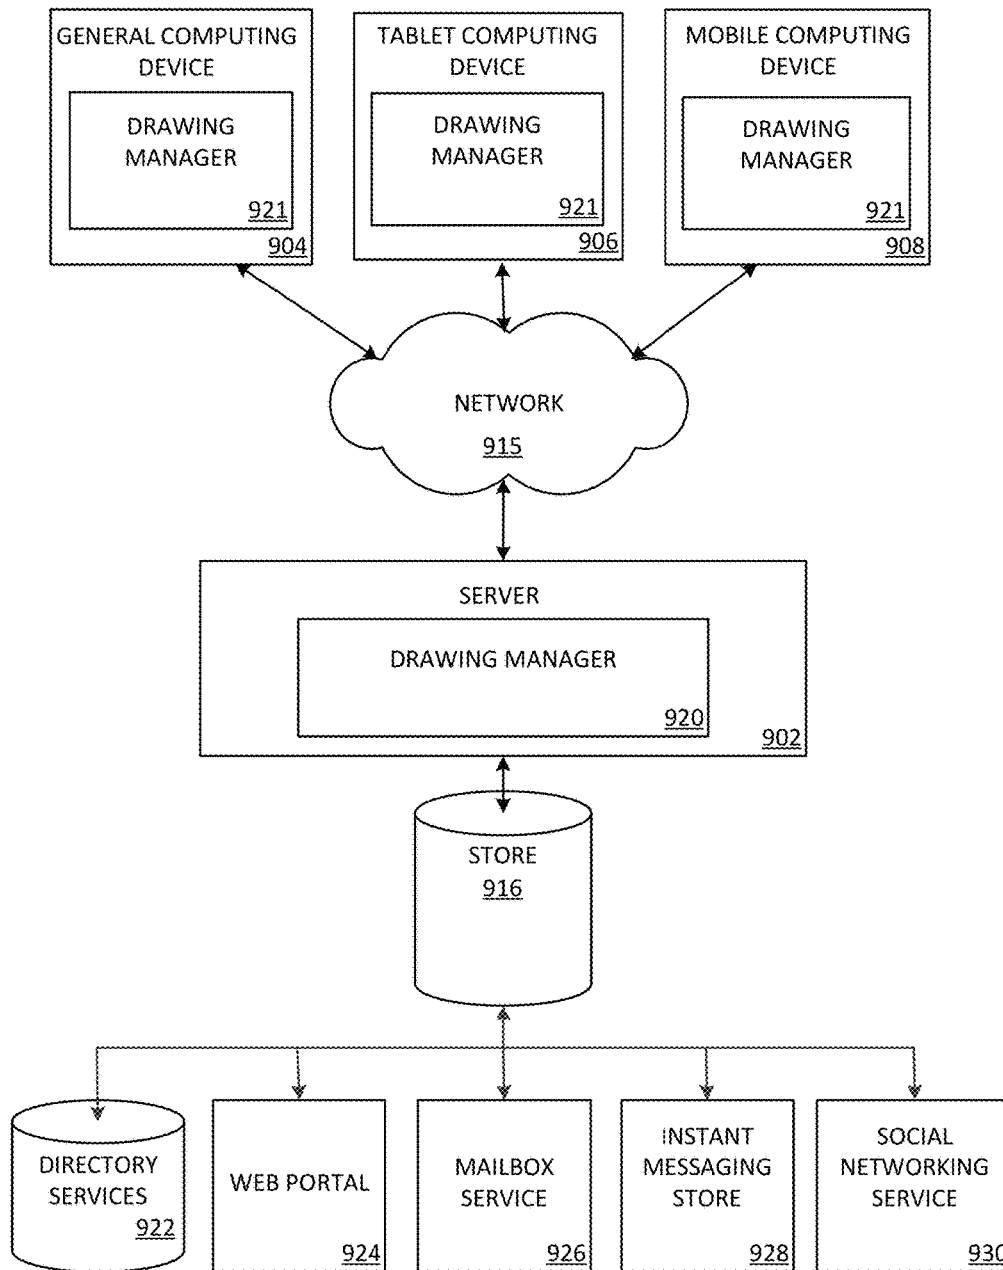 GENERAL COMPUTING
DEVICE
DRAWING
MANAGER
921
904
TABLET COMPUTING
DEVICE
DRAWING
MANAGER
921
906
MOBILE COMPUTING
DEVICE
DRAWING
MANAGER
921
908
NETWORK
915
SERVER
DRAWING MANAGER
920
902
STORE
916
DIRECTORY
SERVICES
922
WEB PORTAL
924
MAILBOX
SERVICE
926
INSTANT
MESSAGING
STORE
928
SOCIAL
NETWORKING
SERVICE
930